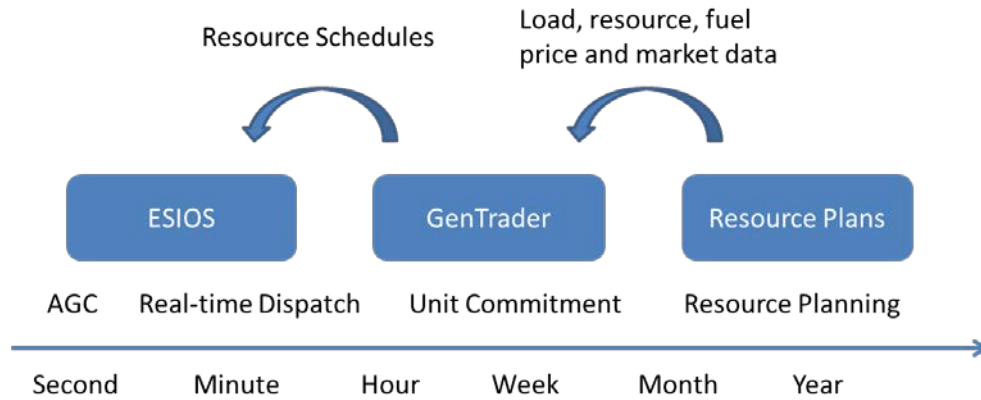 Resource Schedules
Load, resource, fuel
price and market data
ESIOS
GenTrader
Resource Plans
AGC
Real-time Dispatch
Unit Commitment
Resource Planning
Second
Minute
Hour
Week
Month
Year